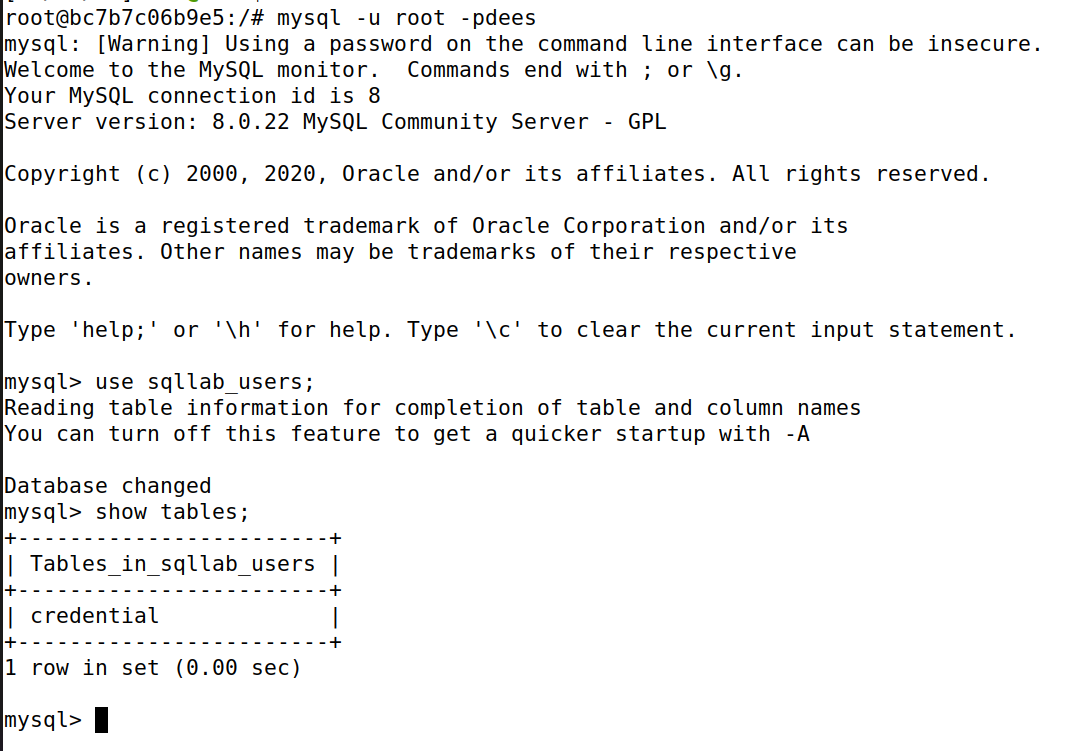 root@bc7b7c06b9e5:/# mysql -u root -pdees
mysql: [Warning] Using a password on the command line interface can be insecure.
Welcome to the MySQL monitor.  Commands end with ; or \g.
Your MySQL connection id is 8
Server version: 8.0.22 MySQL Community Server - GPL

Copyright (c) 2000, 2020, Oracle and/or its affiliates. All rights reserved.

Oracle is a registered trademark of Oracle Corporation and/or its
affiliates. Other names may be trademarks of their respective
owners.

Type 'help;' or '\h' for help. Type '\c' to clear the current input statement.

mysql> use sqllab_users;
Reading table information for completion of table and column names
You can turn off this feature to get a quicker startup with -A

Database changed
mysql> show tables;
+------------------------+
| Tables_in_sqllab_users |
+------------------------+
| credential             |
+------------------------+
1 row in set (0.00 sec)

mysql>